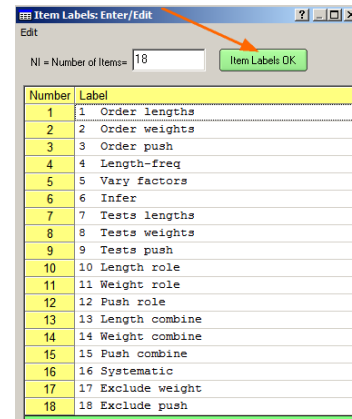 Item Labels: Enter/Edit
Edit
NI = Number of Items= 18 Item Labels OK
Number Label
1 1 Order lengths
2 2 Order weights
3 3 Order push
4 4 Length-freq
5 5 Vary factors
6 6 Infer
7 7 Tests lengths
8 8 Tests weights
9 9 Tests push
10 10 Length role
11 11 Weight role
12 12 Push role
13 13 Length combine
14 14 Weight combine
15 15 Push combine
16 16 Systematic
17 17 Exclude weight
18 18 Exclude push